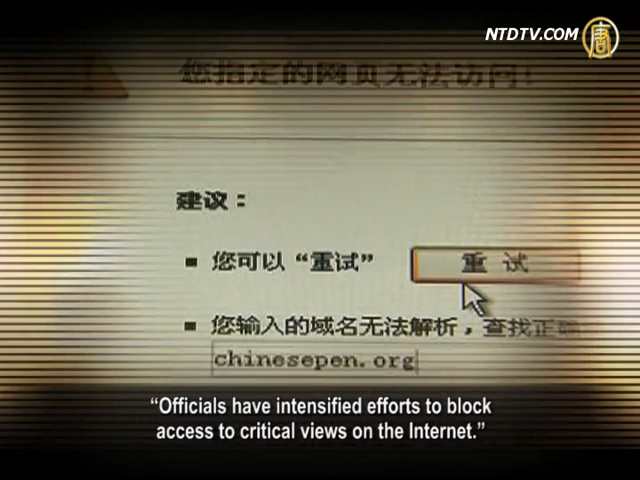 NTDTV.COM
唐
您指定的网页无法访问!
建议：
▪ 您可以“重试” 重 试
▪ 您输入的域名无法解析，查找正确
chinesepen.org
“Officials have intensified efforts to block
access to critical views on the Internet.”